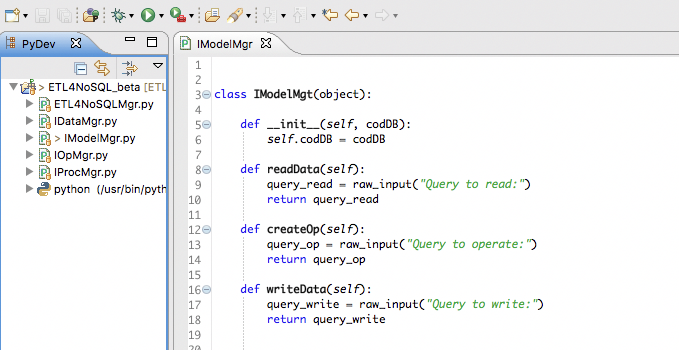 PyDev
ETL4NoSQL_beta [ETL
ETL4NoSQLMgr.py
IDataMgr.py
> IModelMgr.py
IOpMgr.py
IProcMgr.py
python (/usr/bin/pyth
IModelMgr
1
2
3 class IModelMgt(object):
4
5 def __init__(self, codDB):
6 self.codDB = codDB
7
8 def readData(self):
9 query_read = raw_input("Query to read:")
10 return query_read
11
12 def createOp(self):
13 query_op = raw_input("Query to operate:")
14 return query_op
15
16 def writeData(self):
17 query_write = raw_input("Query to write:")
18 return query_write
19
20